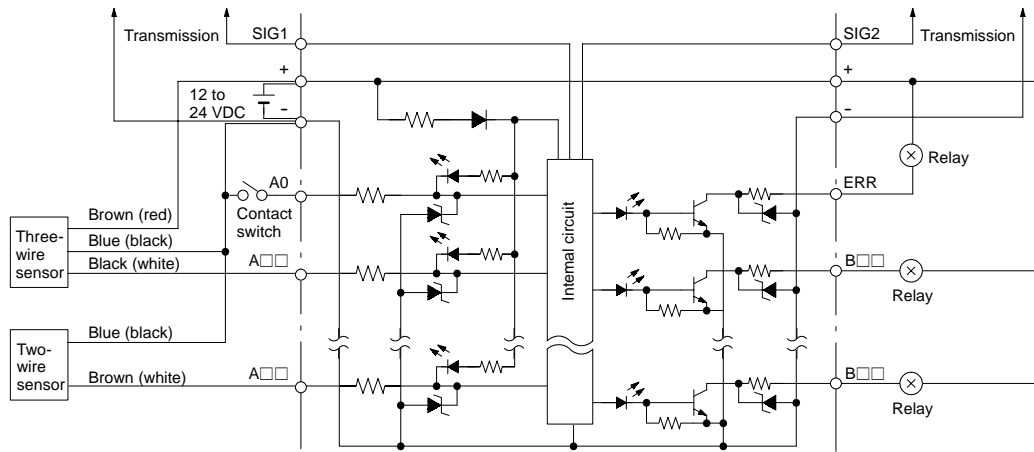 Transmission
SIG1
SIG2
Transmission
+
+
12 to
24 VDC
-
-
Relay
A0
ERR
Contact
switch
Brown (red)
Three-
wire
sensor
Blue (black)
Black (white)
A□□
Internal circuit
B□□
Relay
Blue (black)
Two-
wire
sensor
Brown (white)
A□□
B□□
Relay